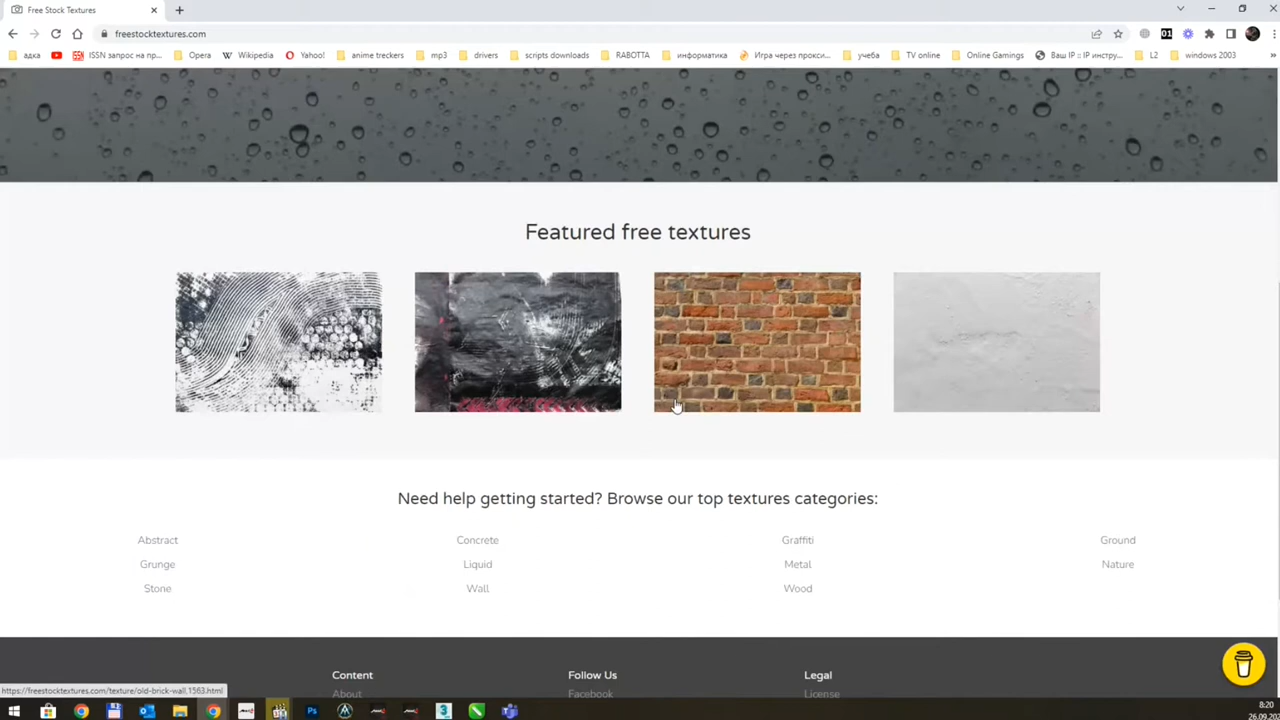 Free Stock Textures
freestocktextures.com
адка
ISSN запрос на пр...
Opera
Wikipedia
Yahoo!
anime treckers
mp3
drivers
scripts downloads
RABOTTA
информатика
Игра через прокси...
учеба
TV online
Online Gamings
Ваш IP :: IP инстру...
L2
windows 2003
Featured free textures
Need help getting started? Browse our top textures categories:
Abstract Concrete Graffiti Ground
Grunge Liquid Metal Nature
Stone Wall Wood
Content Follow Us Legal
About Facebook License
https://freestocktextures.com/texture/old-brick-wall,1563.html
8:20